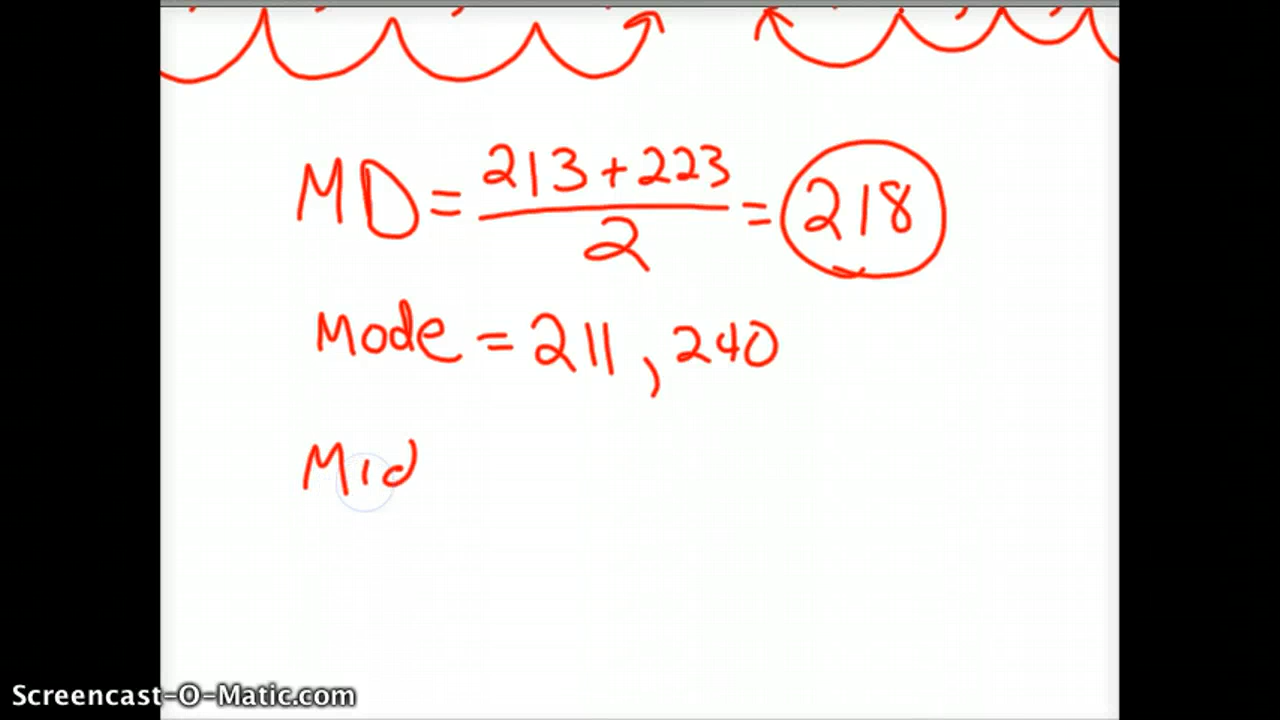 MD = 213 + 223 / 2 = 218
Mode = 211, 240
Mid
Screencast-O-Matic.com